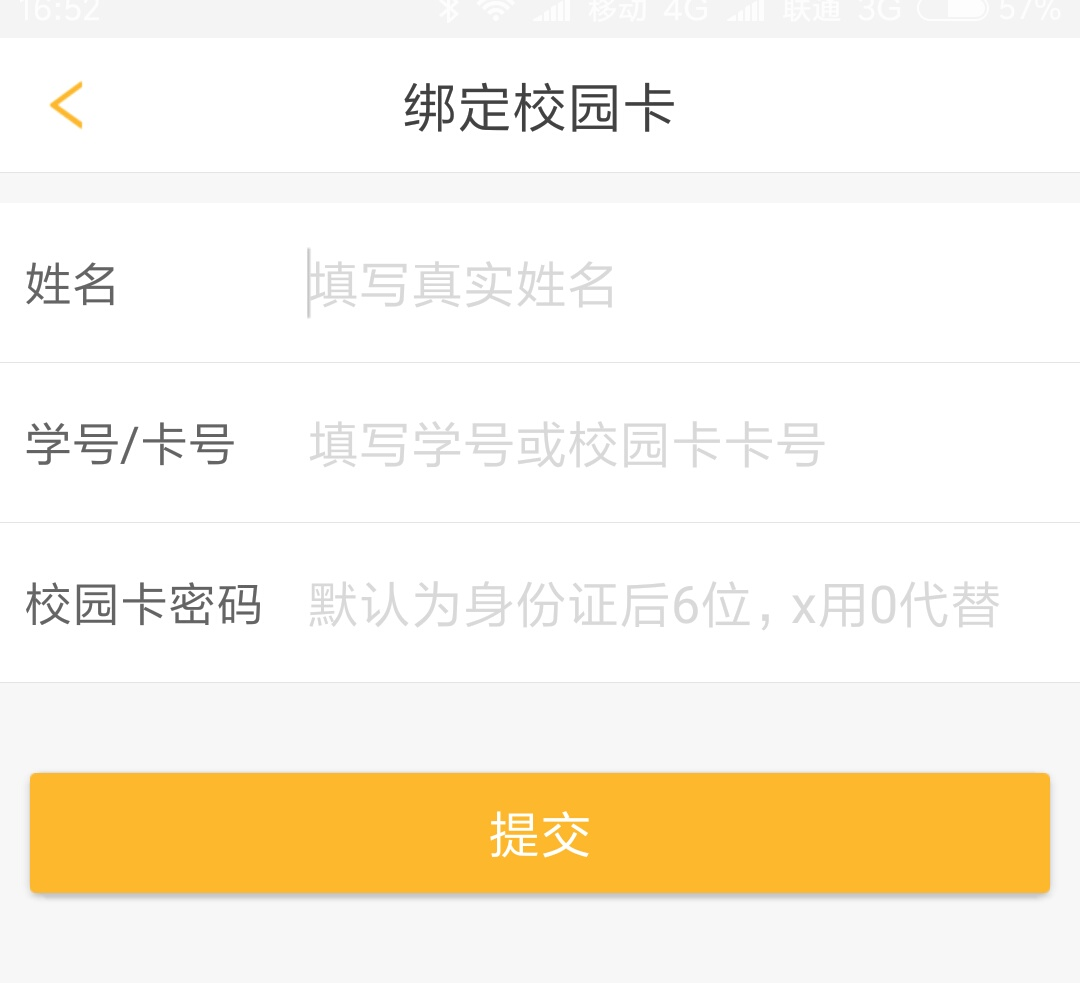 16:52 移动 4G 联通 3G 57%
绑定校园卡
姓名 填写真实姓名
学号/卡号 填写学号或校园卡卡号
校园卡密码 默认为身份证后6位，x用0代替
提交